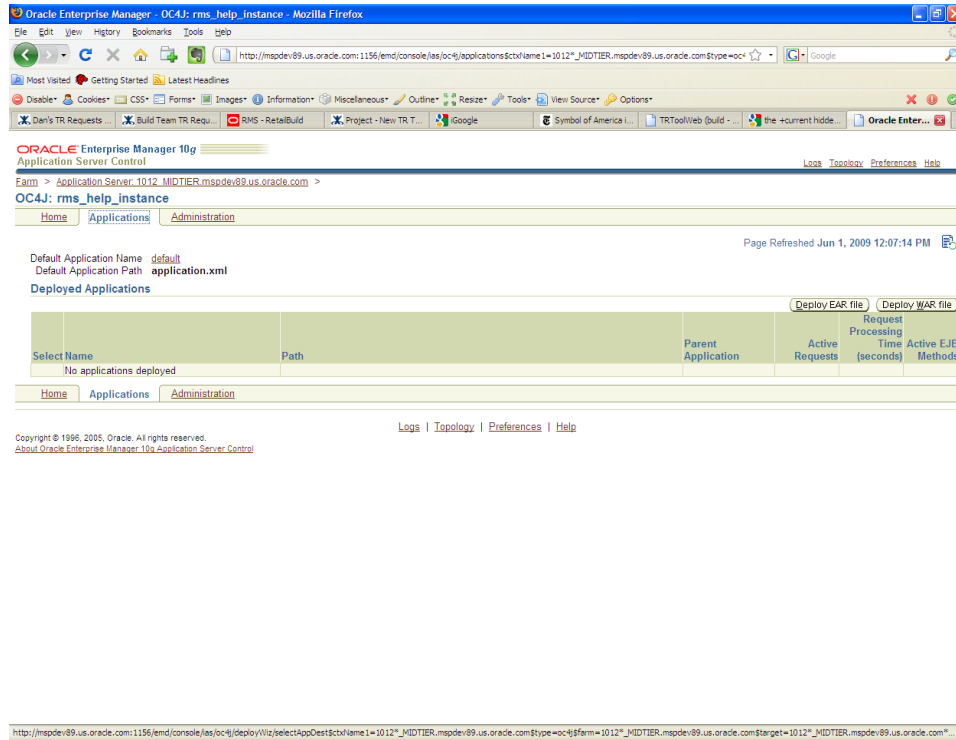 Oracle Enterprise Manager - OC4J: rms_help_instance - Mozilla Firefox
File Edit View History Bookmarks Tools Help
http://mspdev89.us.oracle.com:1156/emd/console/ias/oc4j/applications$ctxName1=1012*_MIDTIER.mspdev89.us.oracle.com$type=oc4 Google
Most Visited Getting Started Latest Headlines
Disable Cookies CSS Forms Images Information Miscellaneous Outline Resize Tools View Source Options
Dan's TR Requests ... Build Team TR Requ... RMS - RetailBuild Project - New TR T... iGoogle Symbol of America i... TRToolWeb (build - ... the +current hidde... Oracle Enter...
ORACLE Enterprise Manager 10g
Application Server Control Logs Topology Preferences Help
Farm > Application Server: 1012_MIDTIER.mspdev89.us.oracle.com >
OC4J: rms_help_instance
Home Applications Administration
Page Refreshed Jun 1, 2009 12:07:14 PM
Default Application Name default
Default Application Path application.xml
Deployed Applications
Deploy EAR file Deploy WAR file
Select Name Path Parent Application Active Requests Request Processing Time (seconds) Active EJB Methods
No applications deployed
Home Applications Administration
Logs | Topology | Preferences | Help
Copyright © 1996, 2005, Oracle. All rights reserved.
About Oracle Enterprise Manager 10g Application Server Control
http://mspdev89.us.oracle.com:1156/emd/console/ias/oc4j/deployWiz/selectAppDest$ctxName1=1012*_MIDTIER.mspdev89.us.oracle.com$type=oc4j$farm=1012*_MIDTIER.mspdev89.us.oracle.com$target=1012*_MIDTIER.mspdev89.us.oracle.com*...